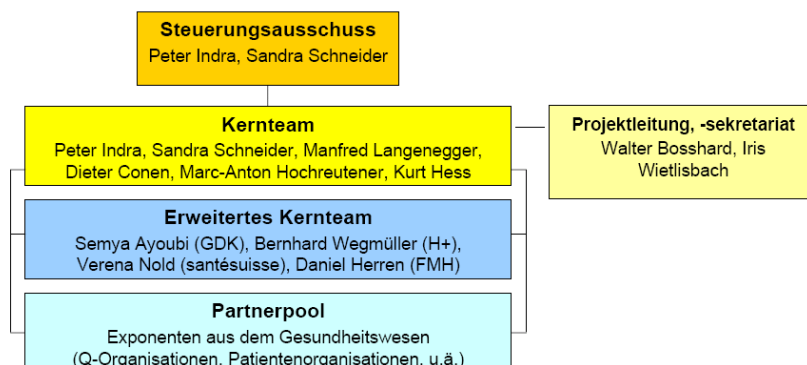 Steuerungsausschuss
Peter Indra, Sandra Schneider
Kernteam
Peter Indra, Sandra Schneider, Manfred Langenegger,
Dieter Conen, Marc-Anton Hochreutener, Kurt Hess
Projektleitung, -sekretariat
Walter Bosshard, Iris
Wietlisbach
Erweitertes Kernteam
Semya Ayoubi (GDK), Bernhard Wegmüller (H+),
Verena Nold (santésuisse), Daniel Herren (FMH)
Partnerpool
Exponenten aus dem Gesundheitswesen
(Q-Organisationen, Patientenorganisationen, u.ä.)